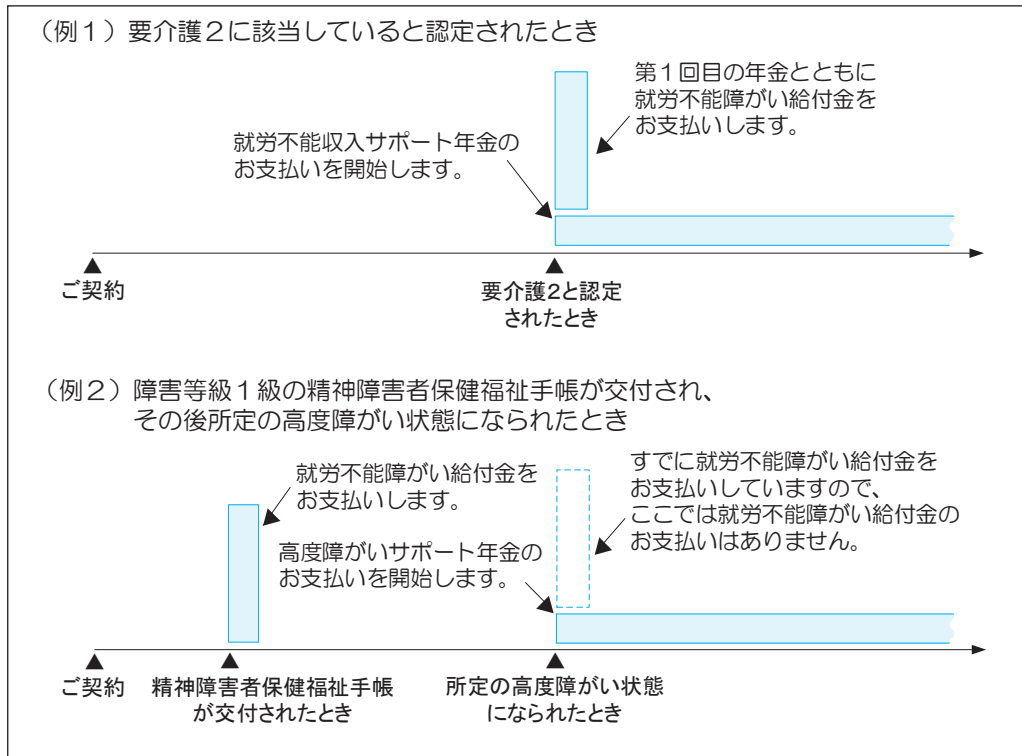 （例１）要介護２に該当していると認定されたとき
第１回目の年金とともに
就労不能障がい給付金を
お支払いします。
就労不能収入サポート年金の
お支払いを開始します。
ご契約
要介護２と認定
されたとき
（例２）障害等級１級の精神障害者保健福祉手帳が交付され、
その後所定の高度障がい状態になられたとき
就労不能障がい給付金を
お支払いします。
すでに就労不能障がい給付金を
お支払いしていますので、
ここでは就労不能障がい給付金の
お支払いはありません。
高度障がいサポート年金の
お支払いを開始します。
ご契約
精神障害者保健福祉手帳
が交付されたとき
所定の高度障がい状態
になられたとき